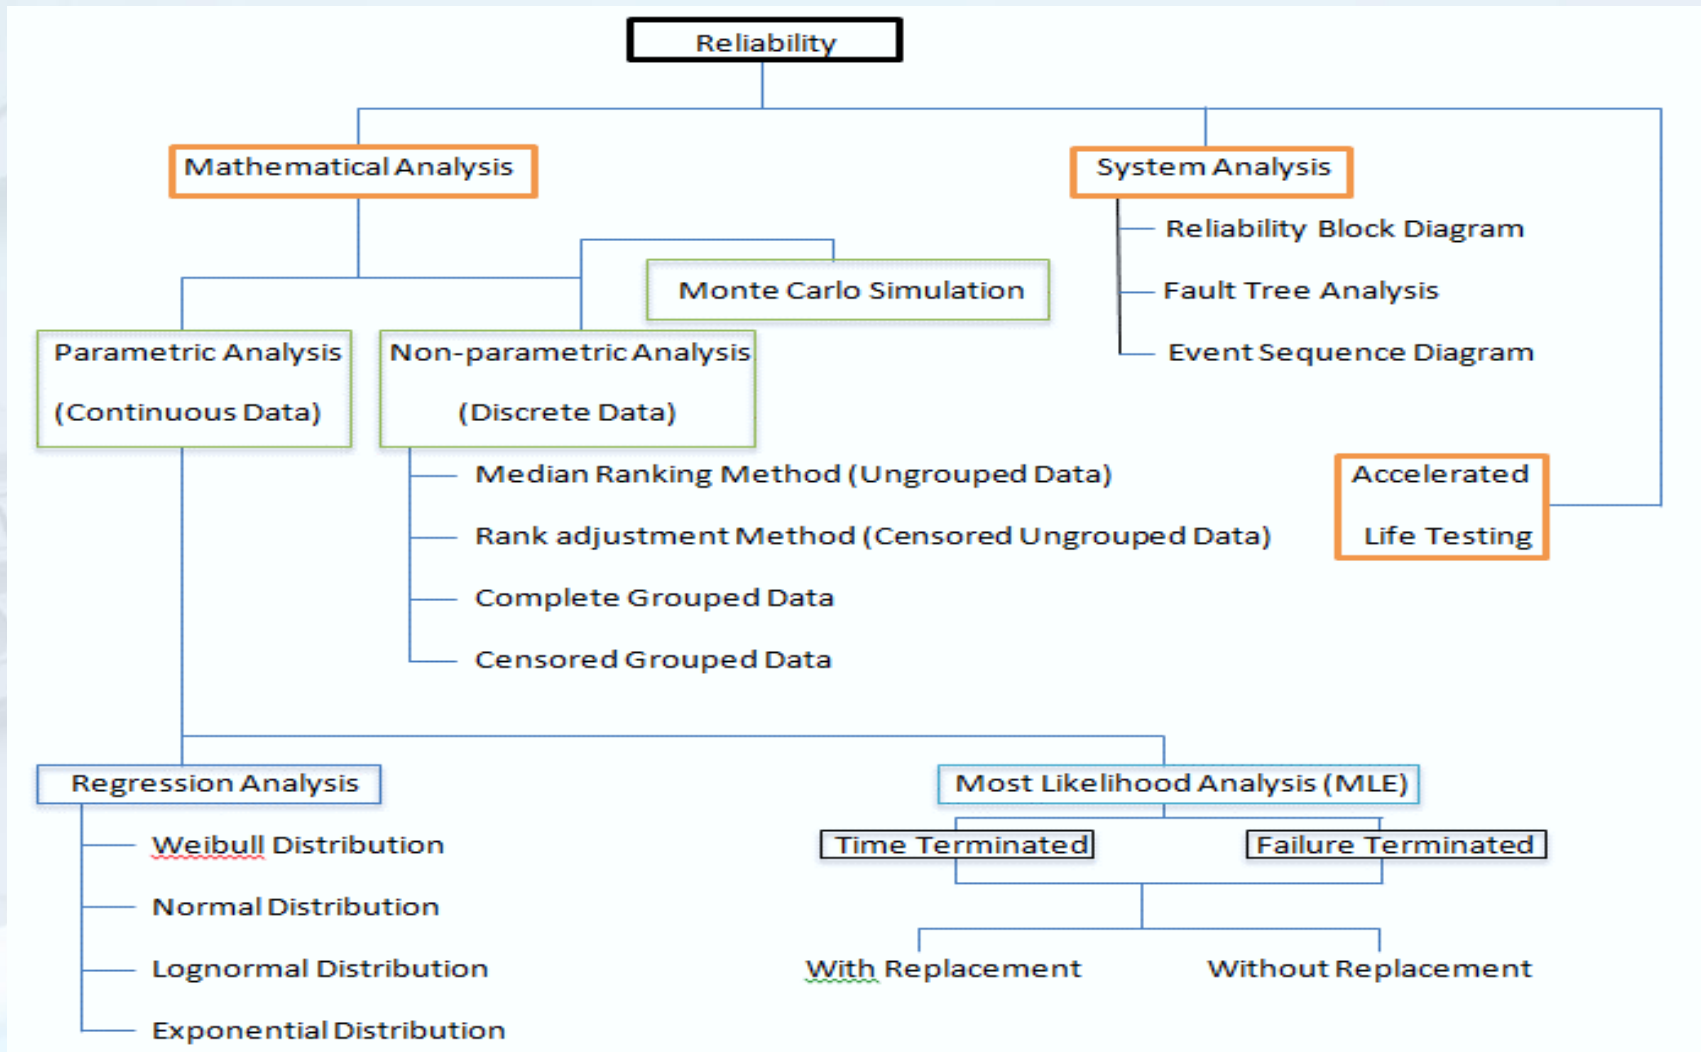 Reliability
Mathematical Analysis
System Analysis
Reliability Block Diagram
Fault Tree Analysis
Event Sequence Diagram
Monte Carlo Simulation
Parametric Analysis
(Continuous Data)
Non-parametric Analysis
(Discrete Data)
Median Ranking Method (Ungrouped Data)
Rank adjustment Method (Censored Ungrouped Data)
Complete Grouped Data
Censored Grouped Data
Accelerated
Life Testing
Regression Analysis
Weibull Distribution
Normal Distribution
Lognormal Distribution
Exponential Distribution
Most Likelihood Analysis (MLE)
Time Terminated
Failure Terminated
With Replacement
Without Replacement